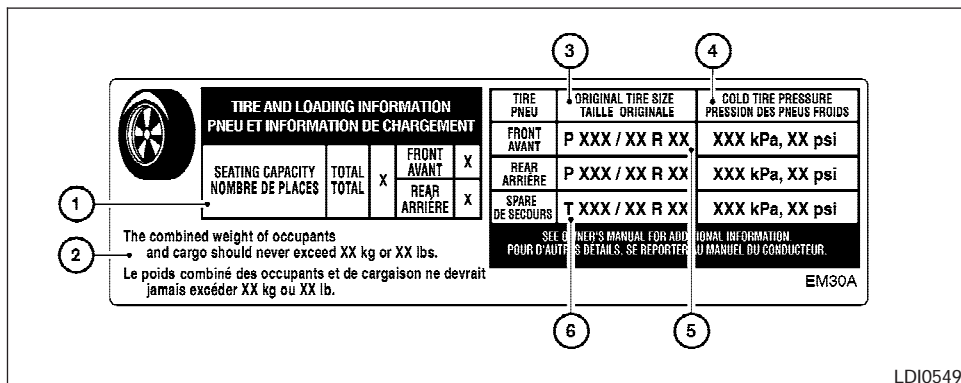 3
4
TIRE AND LOADING INFORMATION
PNEU ET INFORMATION DE CHARGEMENT
SEATING CAPACITY
NOMBRE DE PLACES
TOTAL
TOTAL
X
FRONT
AVANT
X
REAR
ARRIÈRE
X
TIRE
PNEU
ORIGINAL TIRE SIZE
TAILLE ORIGINALE
COLD TIRE PRESSURE
PRESSION DES PNEUS FROIDS
FRONT
AVANT
P XXX / XX R XX
XXX kPa, XX psi
REAR
ARRIÈRE
P XXX / XX R XX
XXX kPa, XX psi
SPARE
DE SECOURS
T XXX / XX R XX
XXX kPa, XX psi
SEE OWNER'S MANUAL FOR ADDITIONAL INFORMATION.
POUR D'AUTRES DÉTAILS, SE REPORTER AU MANUEL DU CONDUCTEUR.
1
2
The combined weight of occupants
and cargo should never exceed XX kg or XX lbs.
Le poids combiné des occupants et de cargaison ne devrait
jamais excéder XX kg ou XX lb.
EM30A
6
5
LDI0549